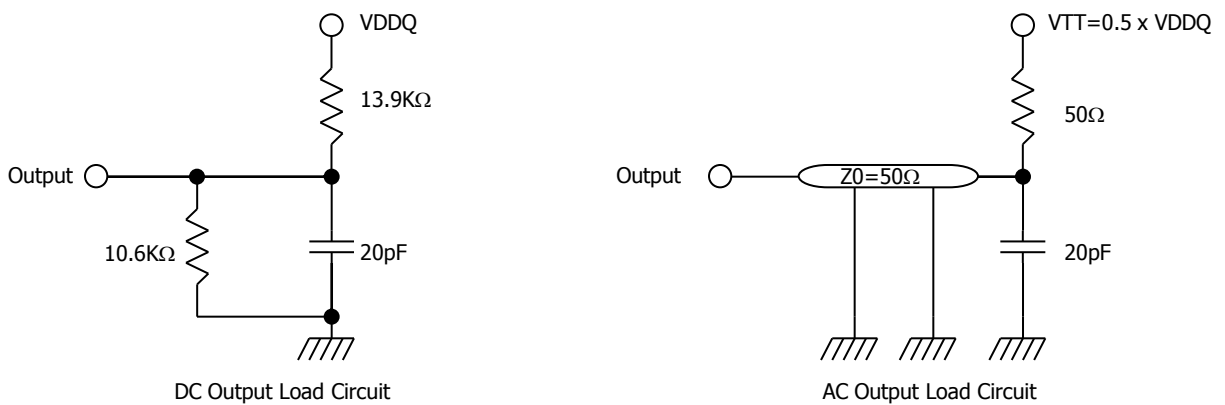 VDDQ
13.9KΩ
Output
10.6KΩ
20pF
DC Output Load Circuit
VTT=0.5 x VDDQ
50Ω
Output
Z0=50Ω
20pF
AC Output Load Circuit